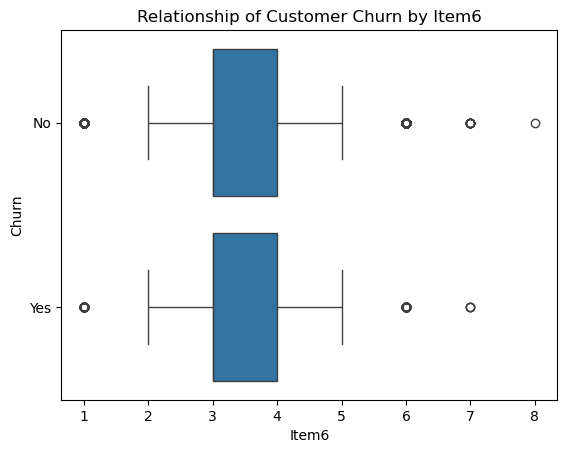 Relationship of Customer Churn by Item6
No
Churn
Yes
1 2 3 4 5 6 7 8
Item6